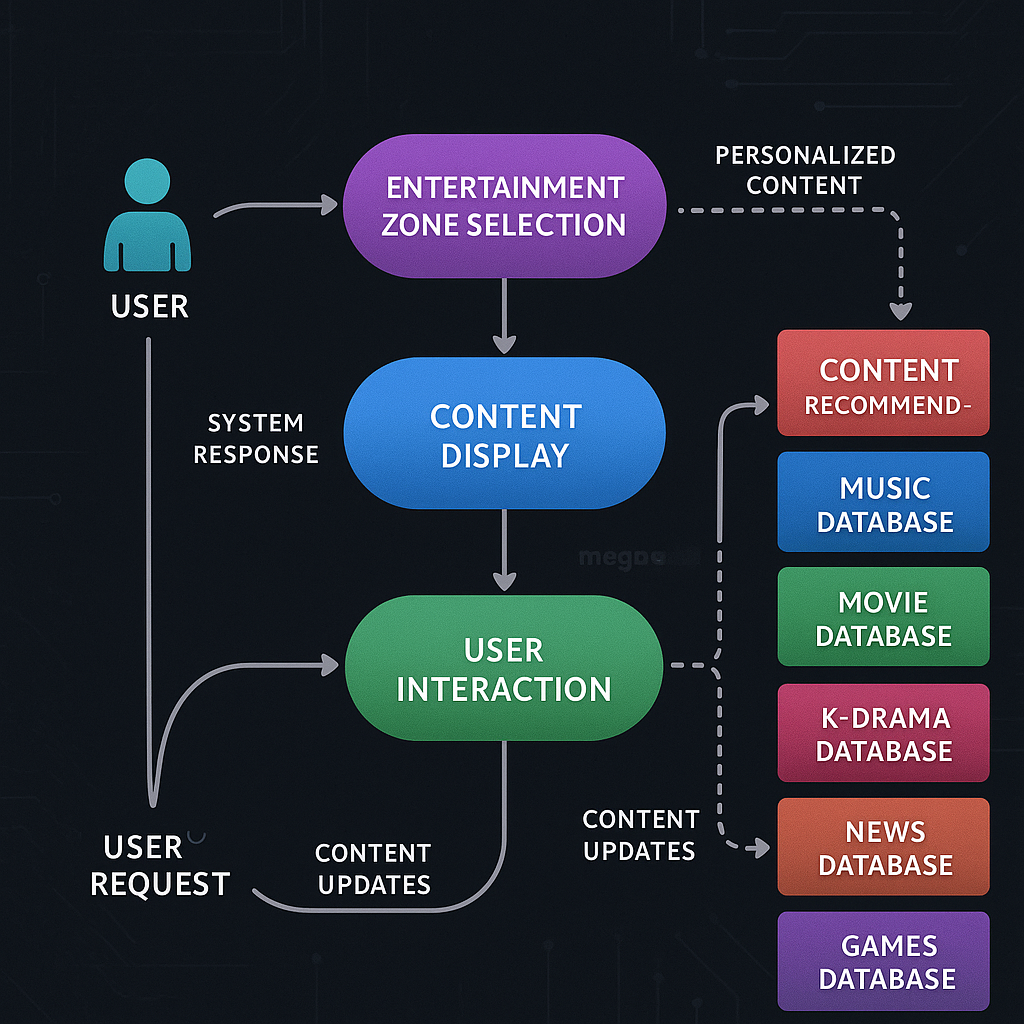 ENTERTAINMENT
ZONE SELECTION
PERSONALIZED
CONTENT
USER
CONTENT
RECOMMEND-
SYSTEM
RESPONSE
CONTENT
DISPLAY
MUSIC
DATABASE
MOVIE
DATABASE
USER
INTERACTION
K-DRAMA
DATABASE
USER
REQUEST
CONTENT
UPDATES
CONTENT
UPDATES
NEWS
DATABASE
GAMES
DATABASE